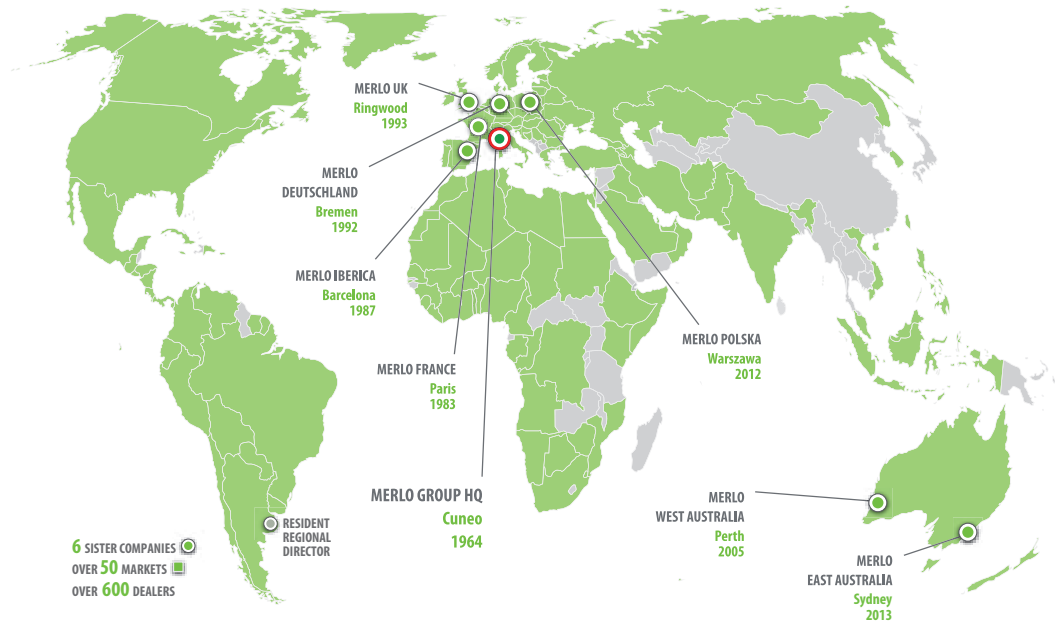 MERLO UK
Ringwood
1993
MERLO
DEUTSCHLAND
Bremen
1992
MERLO IBERICA
Barcelona
1987
MERLO FRANCE
Paris
1983
MERLO GROUP HQ
Cuneo
1964
MERLO POLSKA
Warszawa
2012
MERLO
WEST AUSTRALIA
Perth
2005
MERLO
EAST AUSTRALIA
Sydney
2013
RESIDENT
REGIONAL
DIRECTOR
6 SISTER COMPANIES
OVER 50 MARKETS
OVER 600 DEALERS